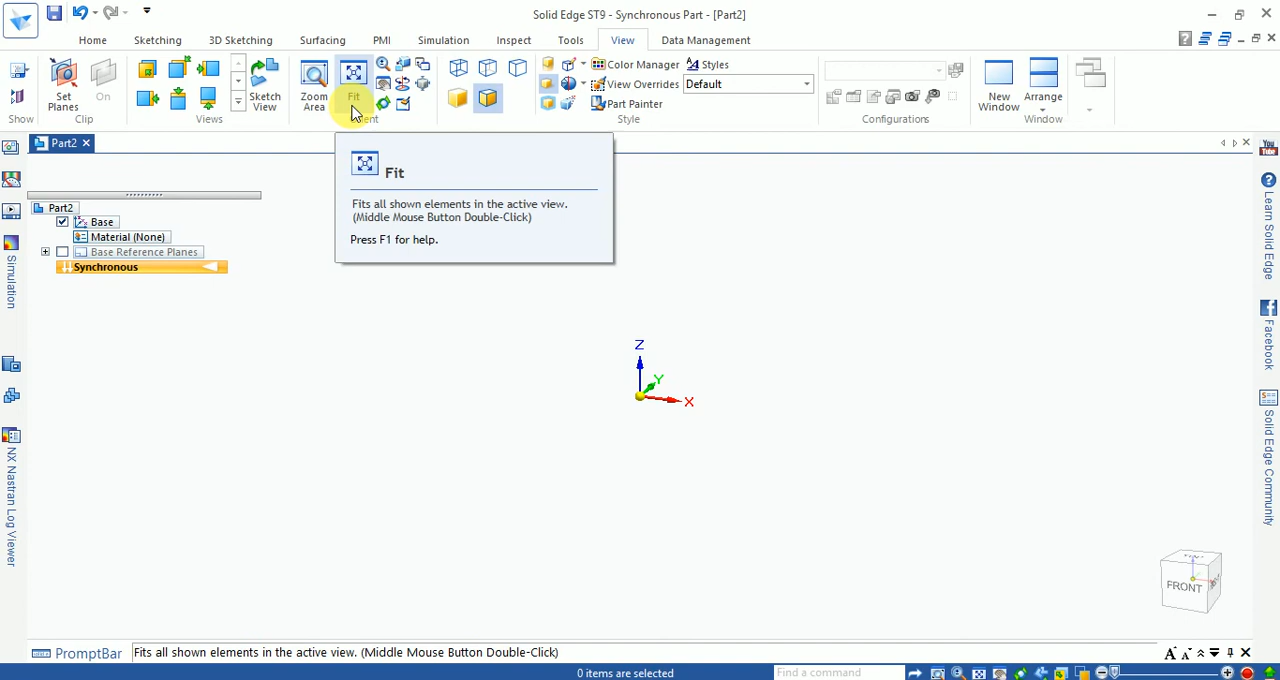 Solid Edge ST9 - Synchronous Part - [Part2]
Home Sketching 3D Sketching Surfacing PMI Simulation Inspect Tools View Data Management
Set Planes
On
Sketch View
Zoom Area
Fit
Color Manager
Styles
View Overrides
Default
Part Painter
New Window
Arrange
Show
Clip
Views
Style
Configurations
Window
Part2
Fit
Fits all shown elements in the active view.
(Middle Mouse Button Double-Click)
Press F1 for help.
Part2
Base
Material (None)
Base Reference Planes
Synchronous
Simulation
NX Nastran Log Viewer
You Tube
Learn Solid Edge
Facebook
Solid Edge Community
Z
Y
X
FRONT
PromptBar
Fits all shown elements in the active view. (Middle Mouse Button Double-Click)
0 items are selected
Find a command